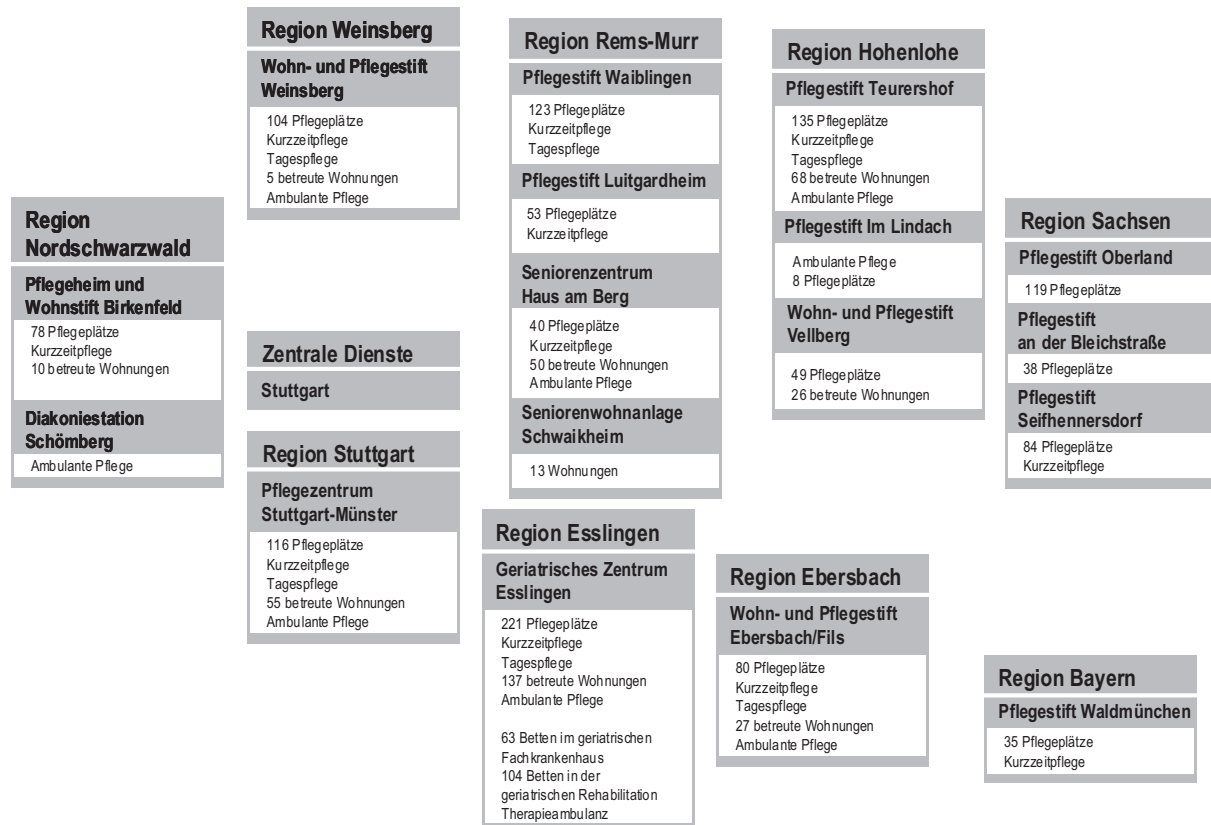 Region Weinsberg
Wohn- und Pflegestift
Weinsberg
104 Pflegeplätze
Kurzzeitpflege
Tagespflege
5 betreute Wohnungen
Ambulante Pflege
Region Rems-Murr
Pflegestift Waiblingen
123 Pflegeplätze
Kurzzeitpflege
Tagespflege
Pflegestift Luitgardheim
53 Pflegeplätze
Kurzzeitpflege
Seniorenzentrum
Haus am Berg
40 Pflegeplätze
Kurzzeitpflege
50 betreute Wohnungen
Ambulante Pflege
Seniorenwohnanlage
Schwaikheim
13 Wohnungen
Region Hohenlohe
Pflegestift Teurershof
135 Pflegeplätze
Kurzzeitpflege
Tagespflege
68 betreute Wohnungen
Ambulante Pflege
Pflegestift Im Lindach
Ambulante Pflege
8 Pflegeplätze
Wohn- und Pflegestift
Vellberg
49 Pflegeplätze
26 betreute Wohnungen
Region
Nordschwarzwald
Pflegeheim und
Wohnstift Birkenfeld
78 Pflegeplätze
Kurzzeitpflege
10 betreute Wohnungen
Diakoniestation
Schömberg
Ambulante Pflege
Region Sachsen
Pflegestift Oberland
119 Pflegeplätze
Pflegestift
an der Bleichstraße
38 Pflegeplätze
Pflegestift
Seifhennersdorf
84 Pflegeplätze
Kurzzeitpflege
Zentrale Dienste
Stuttgart
Region Stuttgart
Pflegezentrum
Stuttgart-Münster
116 Pflegeplätze
Kurzzeitpflege
Tagespflege
55 betreute Wohnungen
Ambulante Pflege
Region Esslingen
Geriatrisches Zentrum
Esslingen
221 Pflegeplätze
Kurzzeitpflege
Tagespflege
137 betreute Wohnungen
Ambulante Pflege
63 Betten im geriatrischen
Fachkrankenhaus
104 Betten in der
geriatrischen Rehabilitation
Therapieambulanz
Region Ebersbach
Wohn- und Pflegestift
Ebersbach/Fils
80 Pflegeplätze
Kurzzeitpflege
Tagespflege
27 betreute Wohnungen
Ambulante Pflege
Region Bayern
Pflegestift Waldmünchen
35 Pflegeplätze
Kurzzeitpflege